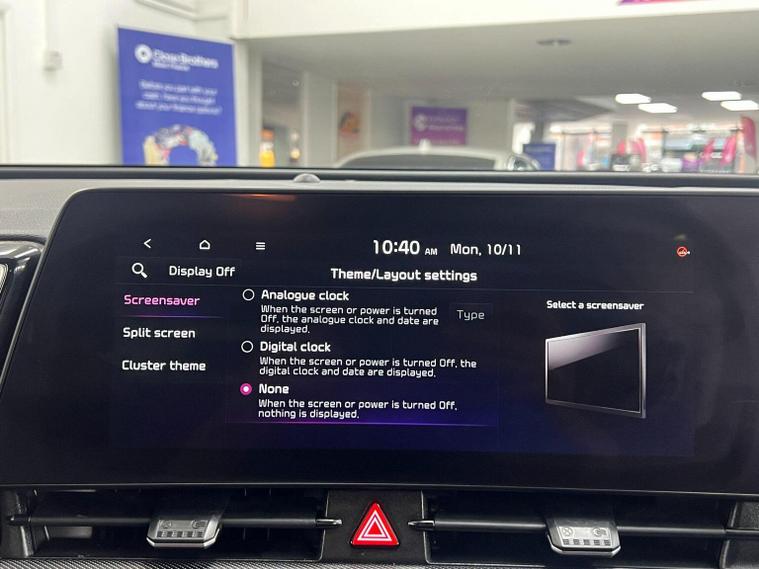 Close Brothers
10:40 AM Mon, 10/11
Display Off
Theme/Layout settings
Screensaver
Split screen
Cluster theme
Analogue clock
When the screen or power is turned
Off, the analogue clock and date are
displayed.
Type
Digital clock
When the screen or power is turned Off, the
digital clock and date are displayed.
None
When the screen or power is turned Off,
nothing is displayed.
Select a screensaver